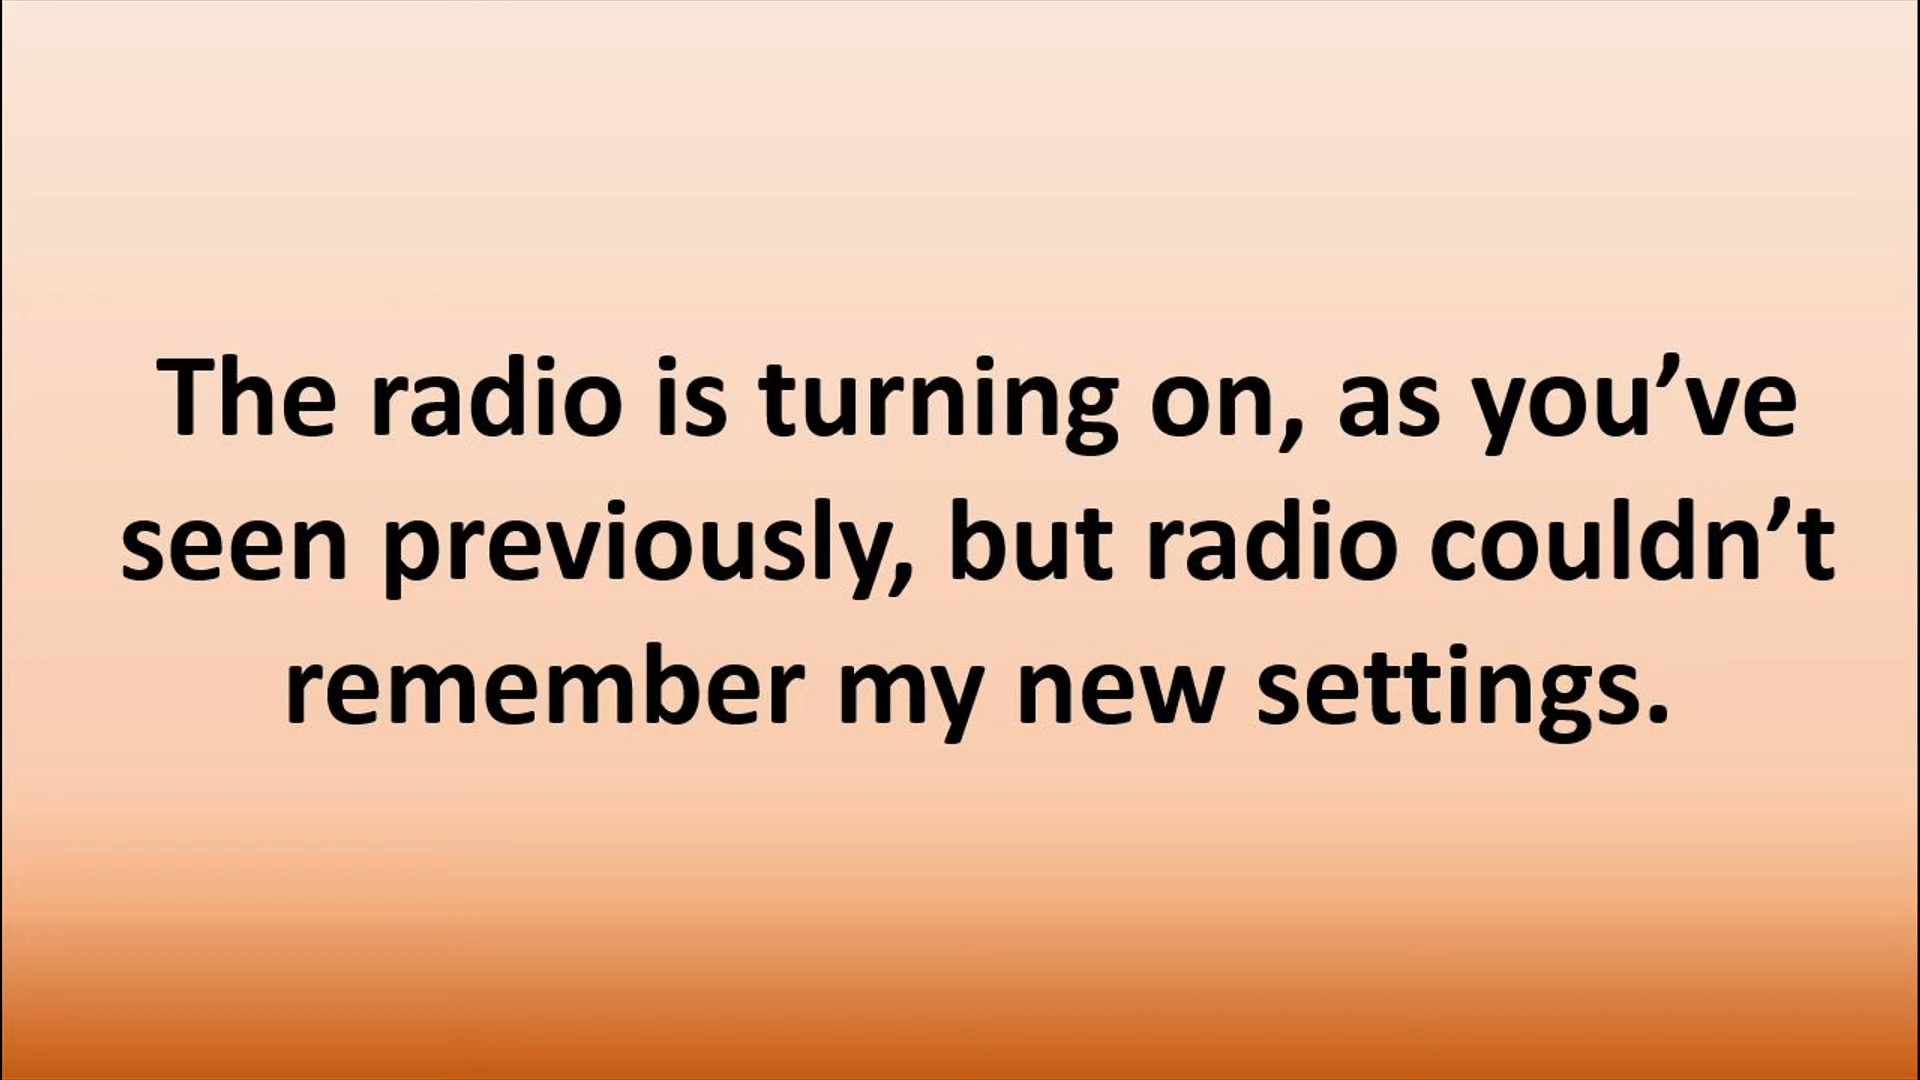 The radio is turning on, as you’ve
seen previously, but radio couldn’t
remember my new settings.